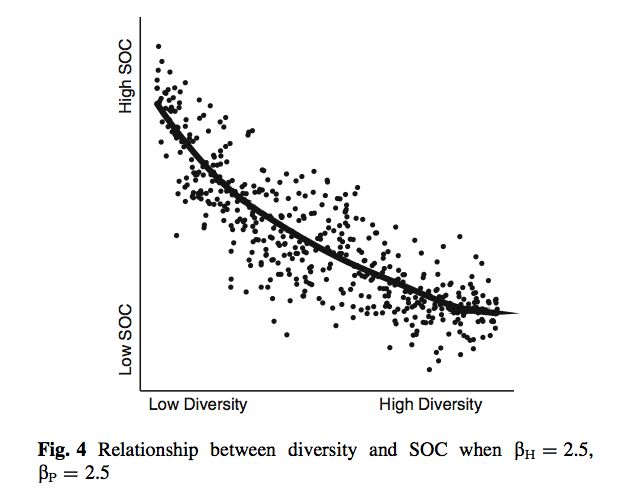 High SOC
Low SOC
Low Diversity
High Diversity
Fig. 4 Relationship between diversity and SOC when βH = 2.5,
βP = 2.5